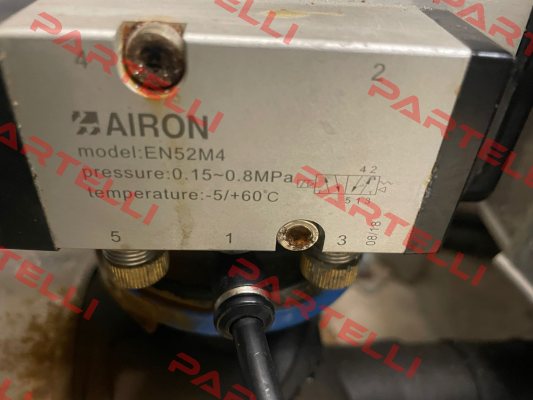 PARTELLI
4
2
AIRON
model:EN52M4
pressure:0.15~0.8MPa
temperature:-5/+60°C
4 2
5 1 3
08/18
5
1
3